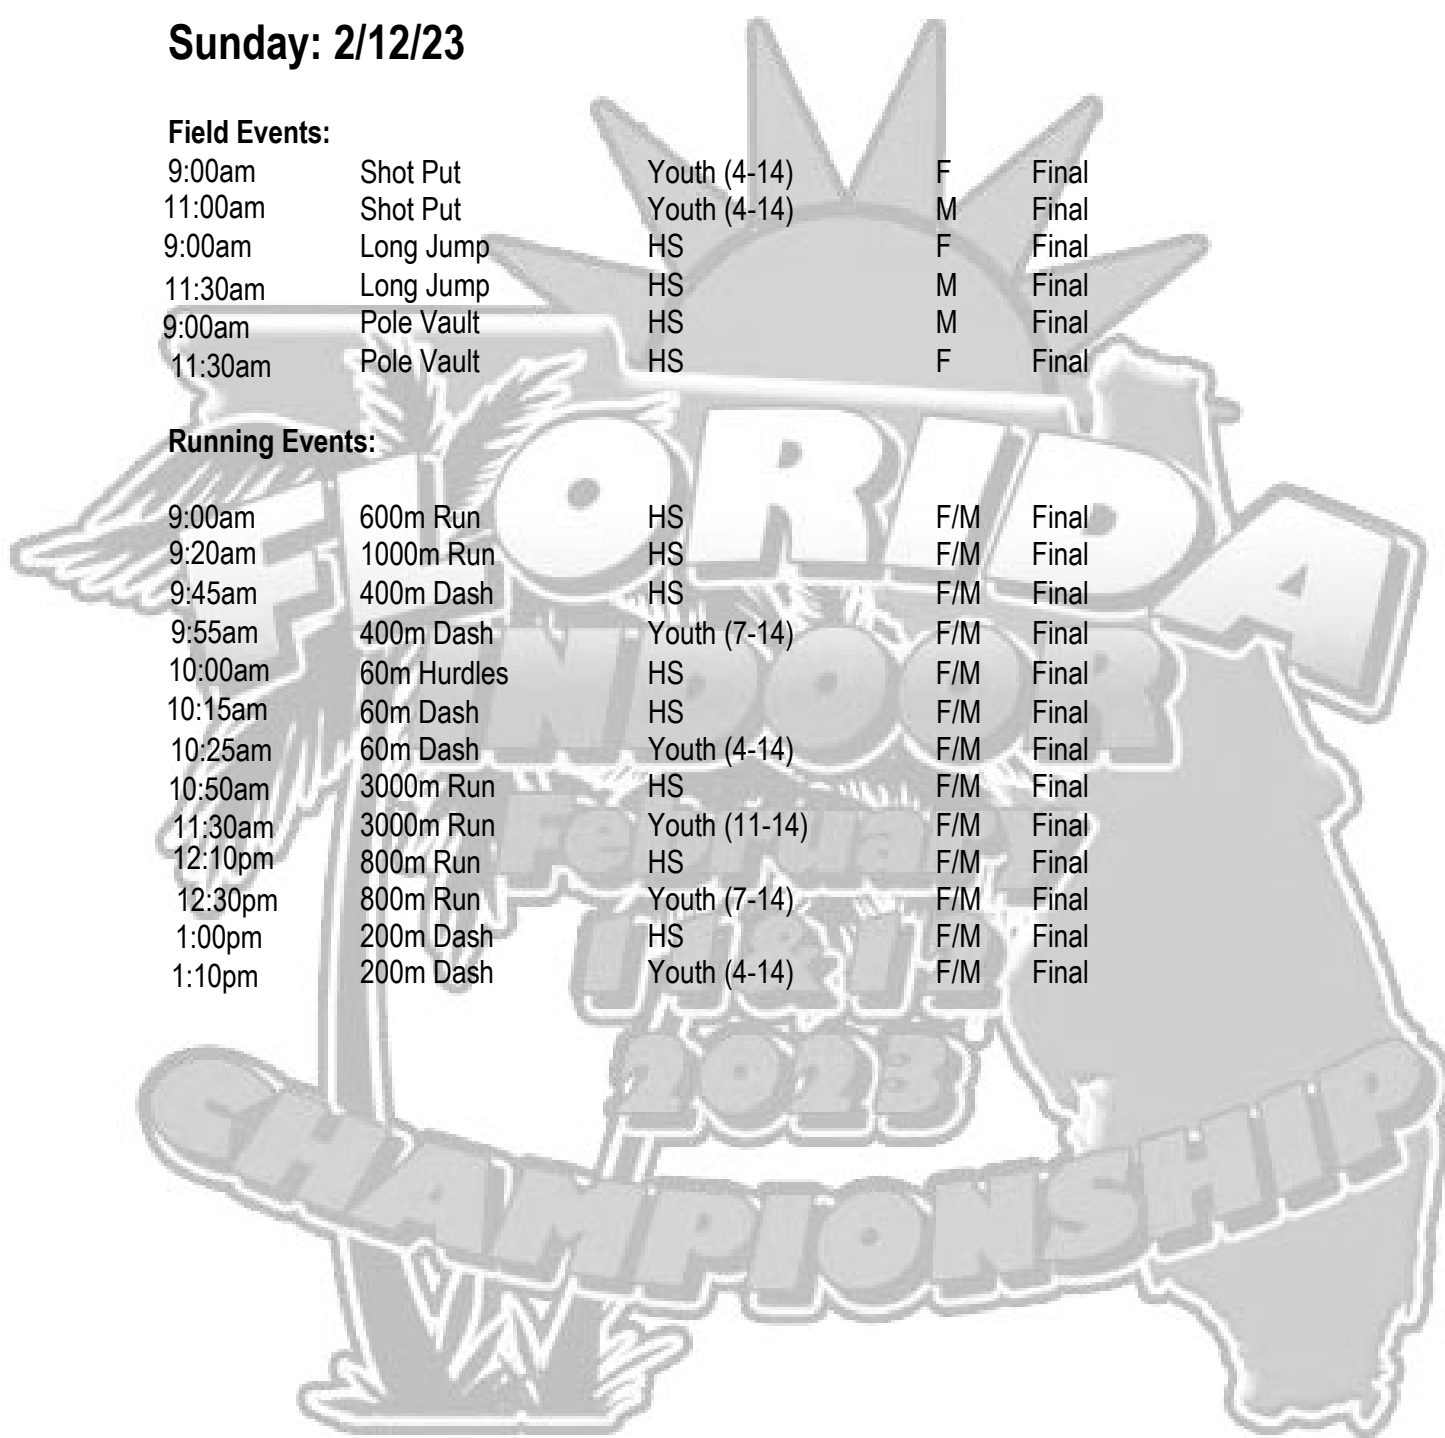 Sunday: 2/12/23
Field Events:
9:00am Shot Put Youth (4-14) F Final
11:00am Shot Put Youth (4-14) M Final
9:00am Long Jump HS F Final
11:30am Long Jump HS M Final
9:00am Pole Vault HS M Final
11:30am Pole Vault HS F Final
Running Events:
9:00am 600m Run HS F/M Final
9:20am 1000m Run HS F/M Final
9:45am 400m Dash HS F/M Final
9:55am 400m Dash Youth (7-14) F/M Final
10:00am 60m Hurdles HS F/M Final
10:15am 60m Dash HS F/M Final
10:25am 60m Dash Youth (4-14) F/M Final
10:50am 3000m Run HS F/M Final
11:30am 3000m Run Youth (11-14) F/M Final
12:10pm 800m Run HS F/M Final
12:30pm 800m Run Youth (7-14) F/M Final
1:00pm 200m Dash HS F/M Final
1:10pm 200m Dash Youth (4-14) F/M Final
FLORIDA
INDOOR
February
11 & 12
2023
CHAMPIONSHIP